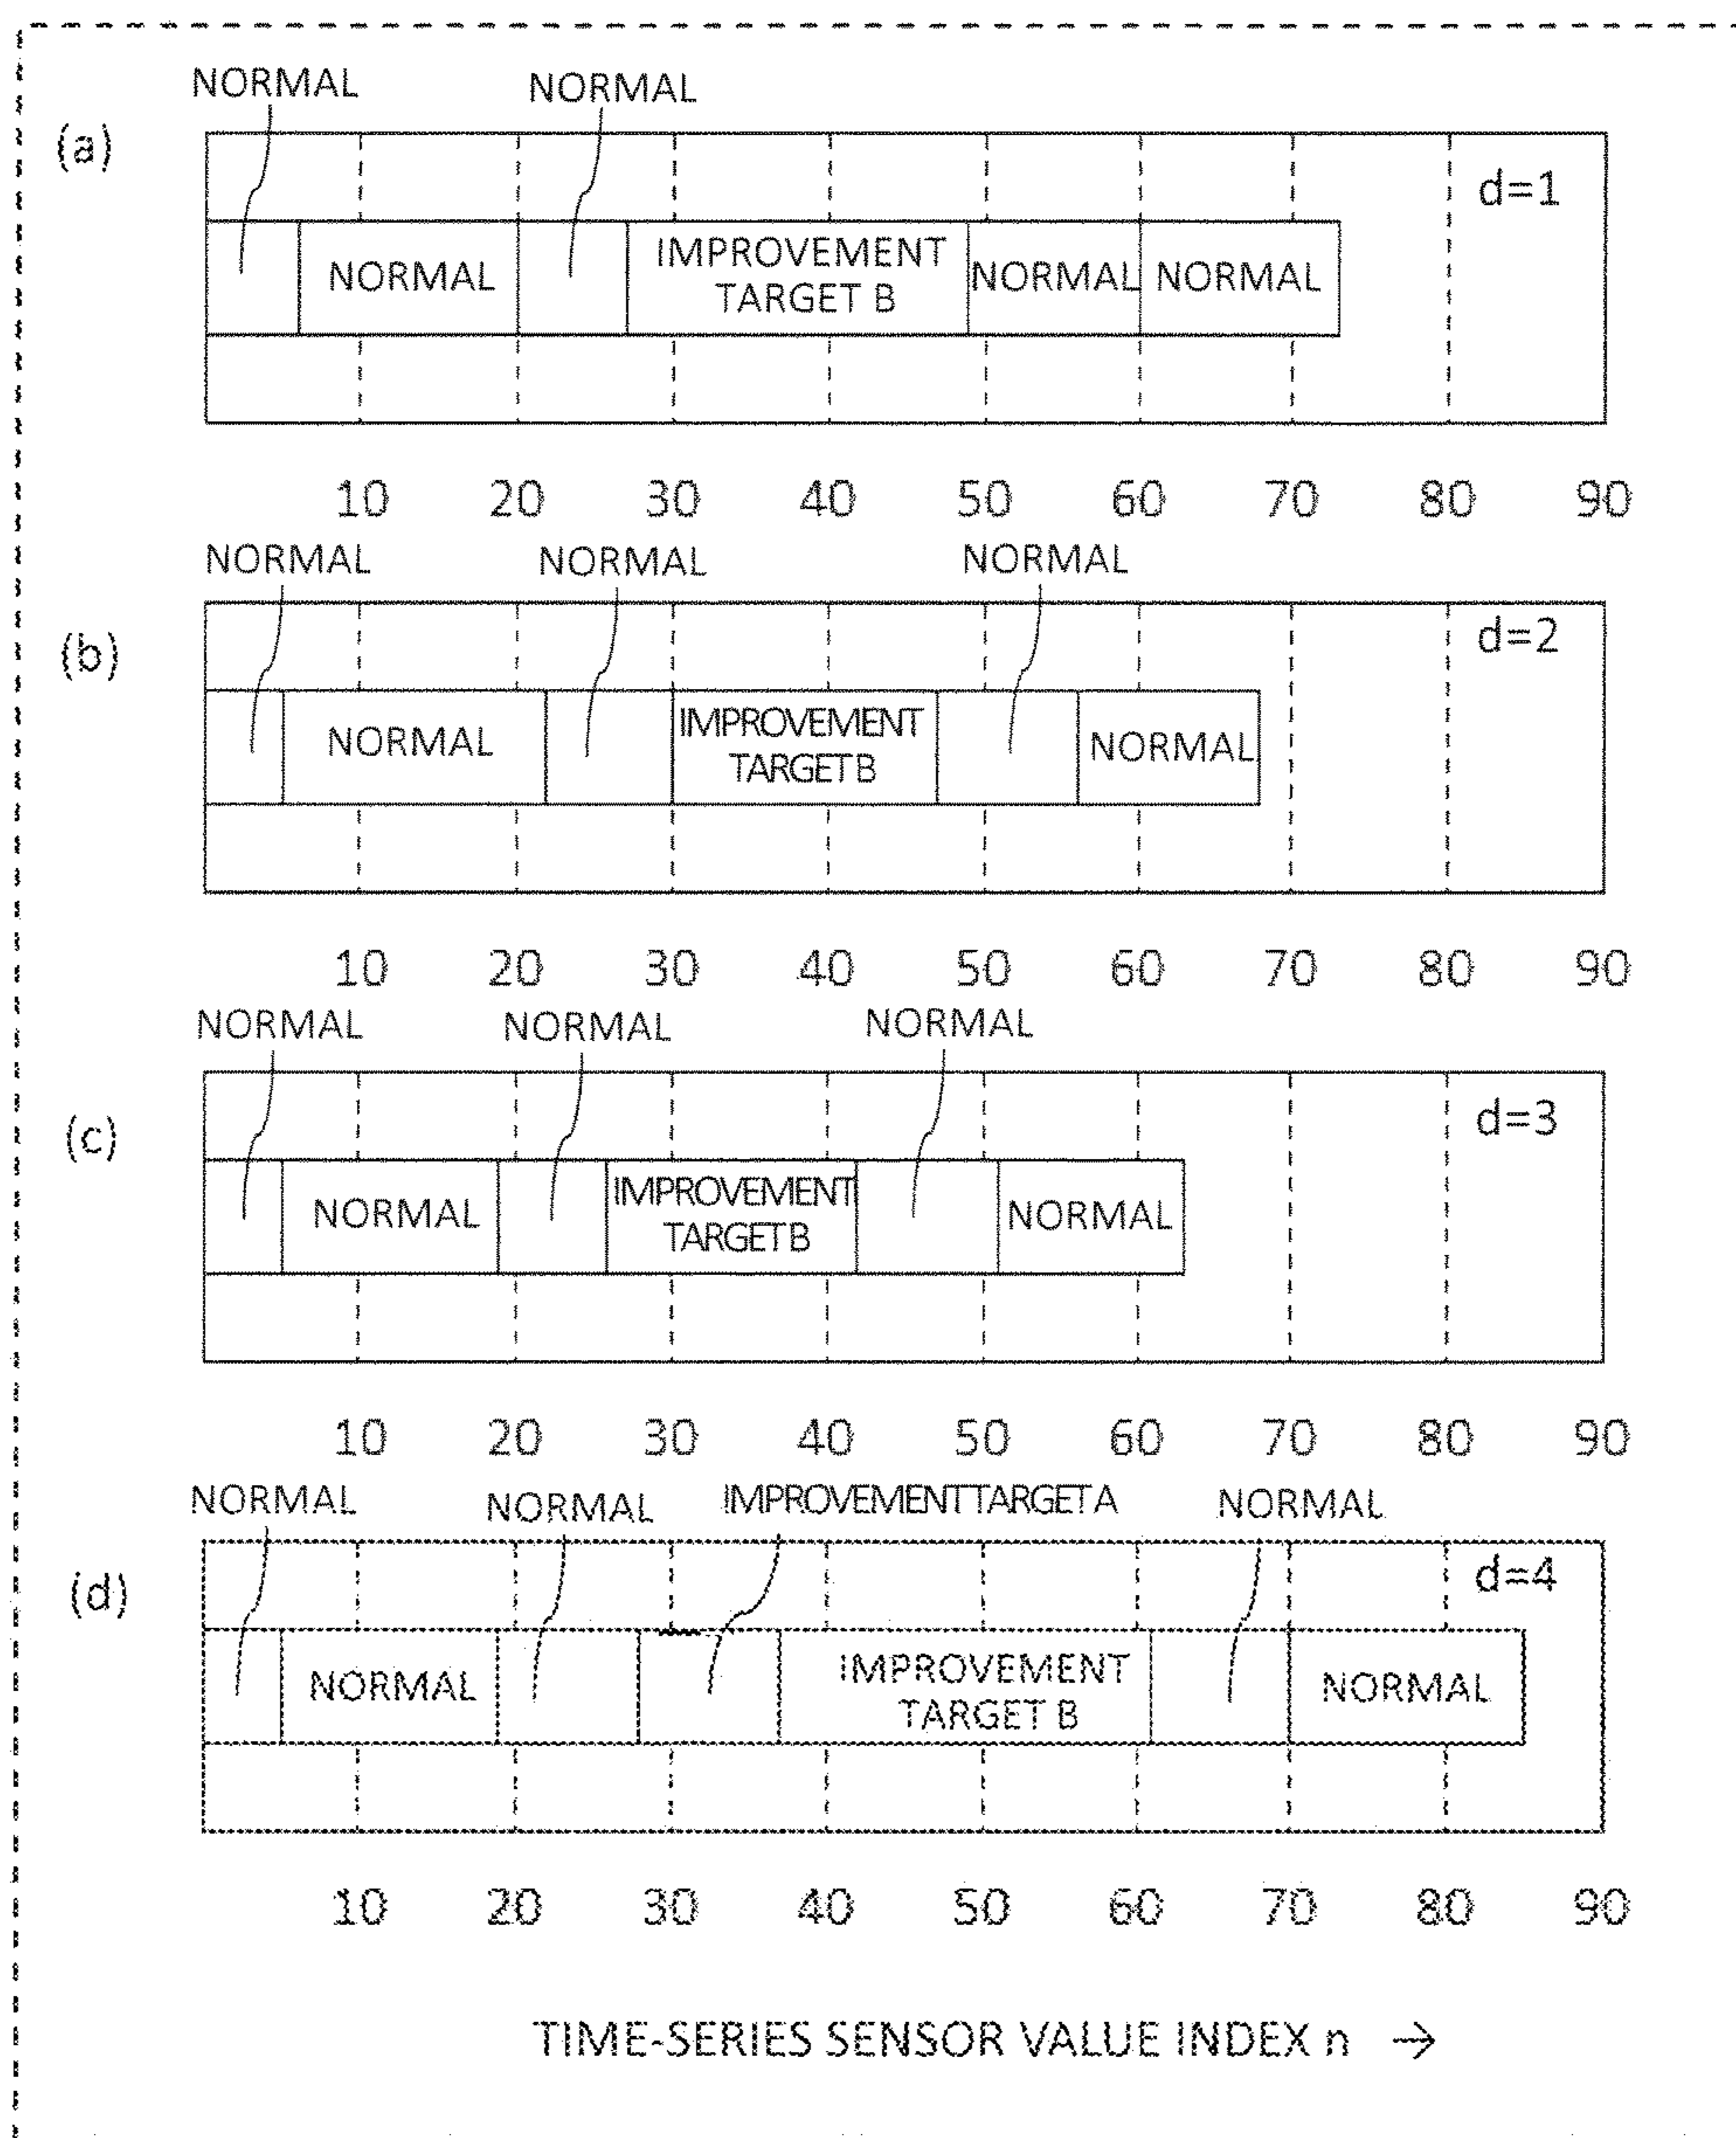 NORMAL NORMAL
(a)
d=1
NORMAL
IMPROVEMENT
TARGET B
NORMAL
NORMAL
10 20 30 40 50 60 70 80 90
NORMAL NORMAL NORMAL
(b)
d=2
NORMAL
IMPROVEMENT
TARGET B
NORMAL
10 20 30 40 50 60 70 80 90
NORMAL NORMAL NORMAL
(c)
d=3
NORMAL
IMPROVEMENT
TARGET B
NORMAL
10 20 30 40 50 60 70 80 90
NORMAL NORMAL IMPROVEMENT TARGET A NORMAL
(d)
d=4
NORMAL
IMPROVEMENT
TARGET B
NORMAL
10 20 30 40 50 60 70 80 90
TIME-SERIES SENSOR VALUE INDEX n →